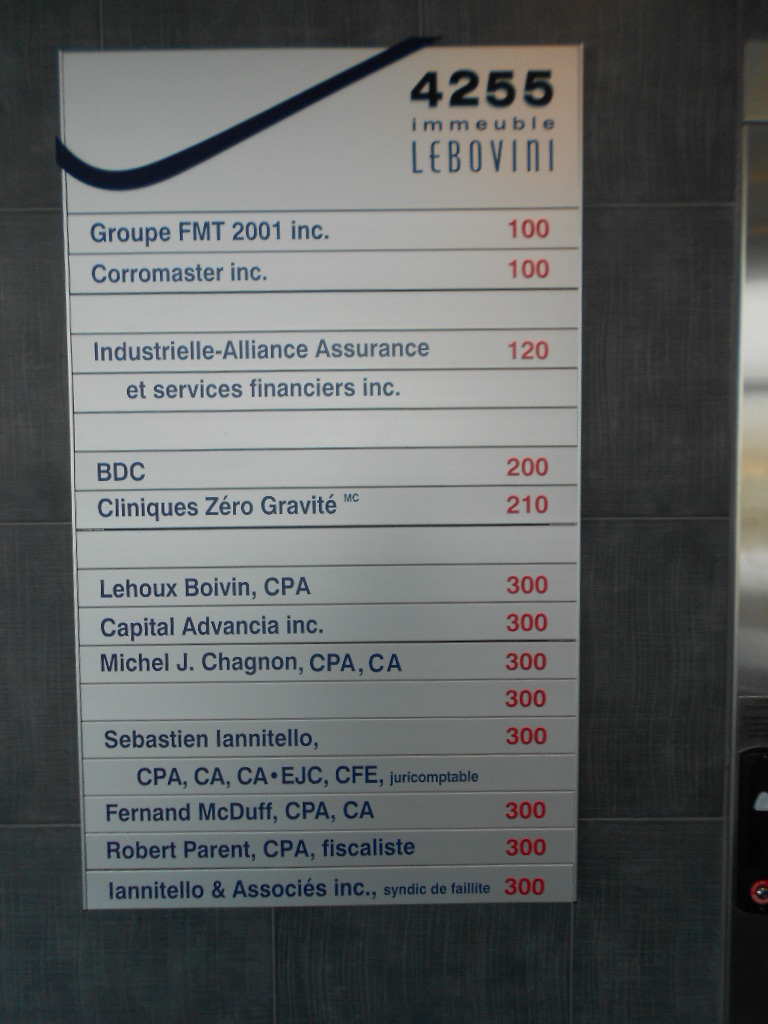 4255
immeuble
LEBOVINI
Groupe FMT 2001 inc. 100
Corromaster inc. 100
Industrielle-Alliance Assurance 120
et services financiers inc.
BDC 200
Cliniques Zéro Gravité MC 210
Lehoux Boivin, CPA 300
Capital Advancia inc. 300
Michel J. Chagnon, CPA, CA 300
300
Sebastien Iannitello, 300
CPA, CA, CA•EJC, CFE, juricomptable
Fernand McDuff, CPA, CA 300
Robert Parent, CPA, fiscaliste 300
Iannitello & Associés inc., syndic de faillite 300